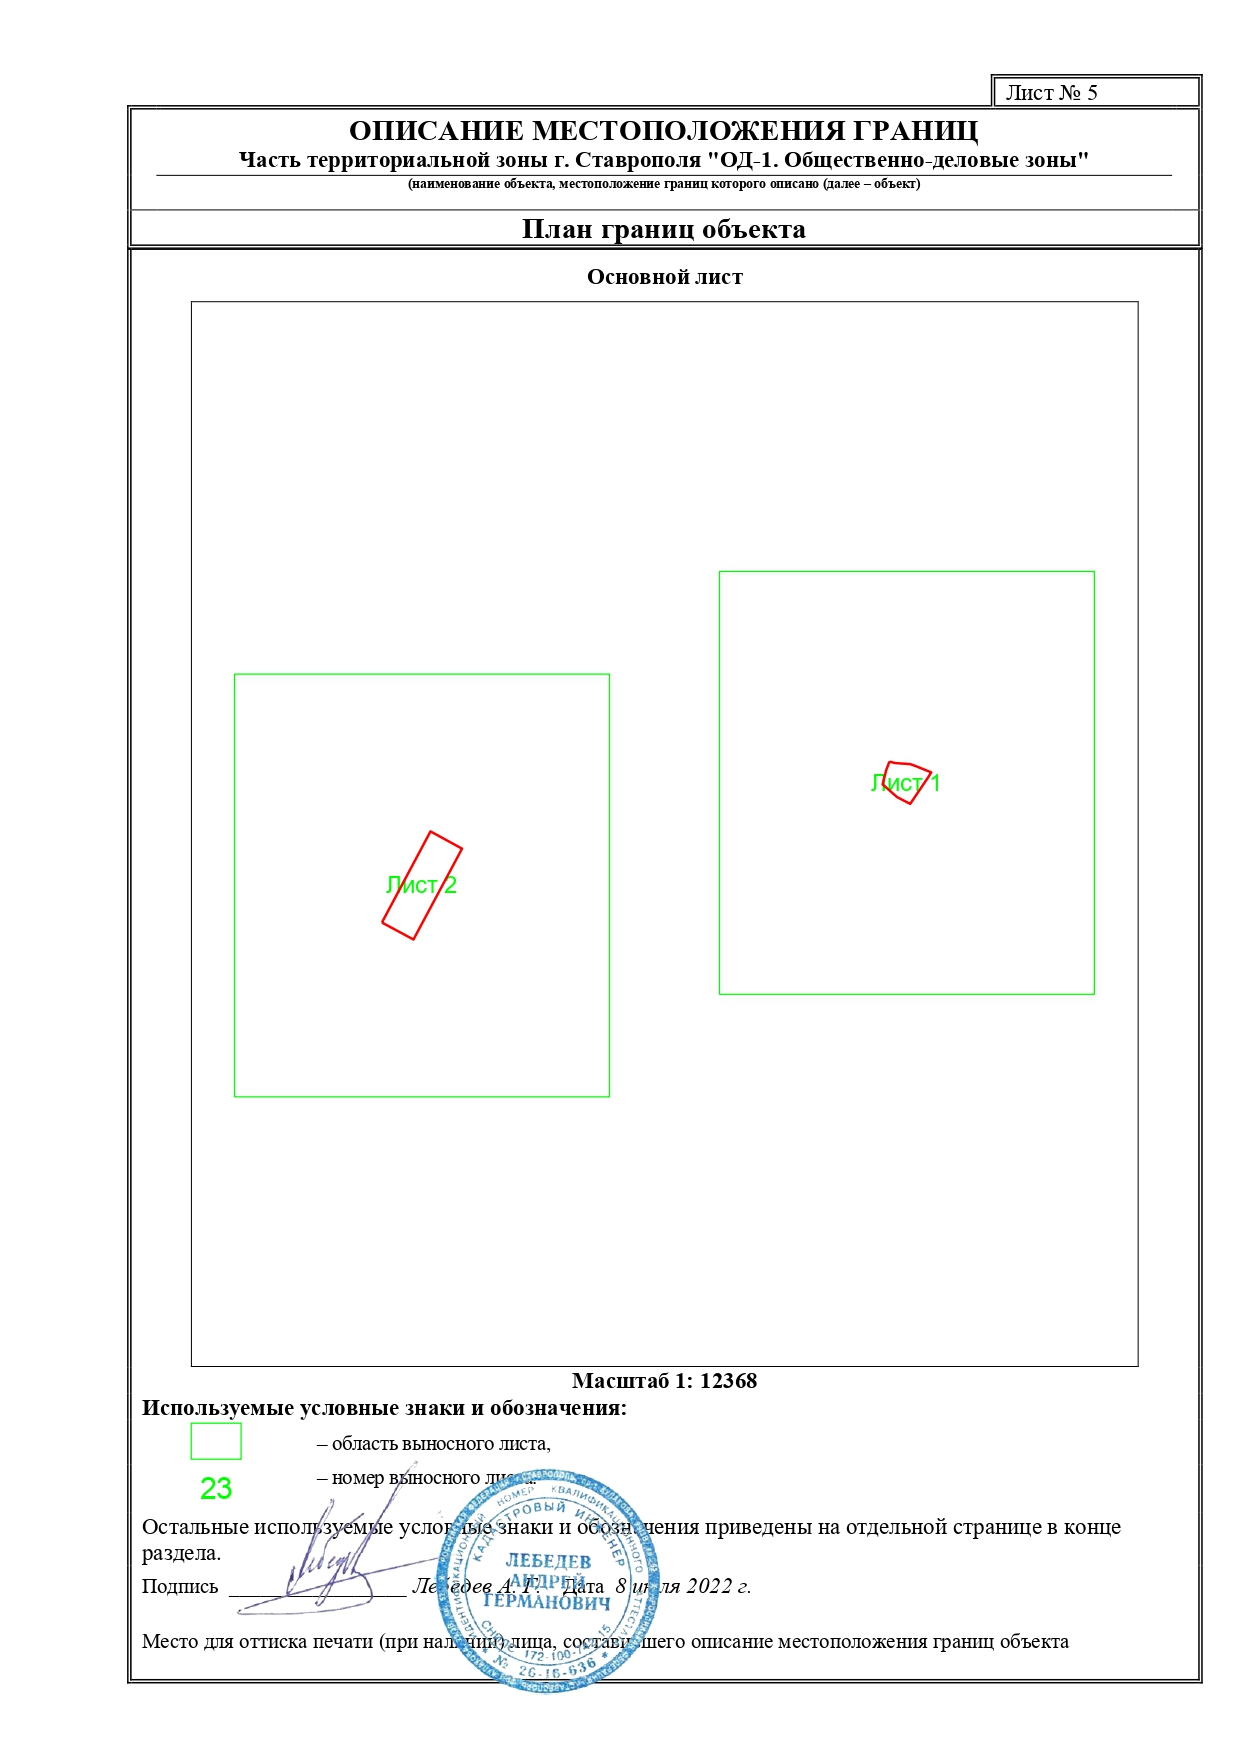 Лист № 5
ОПИСАНИЕ МЕСТОПОЛОЖЕНИЯ ГРАНИЦ
Часть территориальной зоны г. Ставрополя "ОД-1. Общественно-деловые зоны"
(наименование объекта, местоположение границ которого описано (далее – объект)
План границ объекта
Основной лист
Лист 1
Лист 2
Масштаб 1: 12368
Используемые условные знаки и обозначения:
– область выносного листа,
23
– номер выносного листа.
Остальные используемые условные знаки и обозначения приведены на отдельной странице в конце
раздела.
Подпись Лебедев А. Г. Дата 8 июля 2022 г.
КАДАСТРОВЫЙ ИНЖЕНЕР
ЛЕБЕДЕВ
АНДРЕЙ
ГЕРМАНОВИЧ
Место для оттиска печати (при наличии) лица, составившего описание местоположения границ объекта